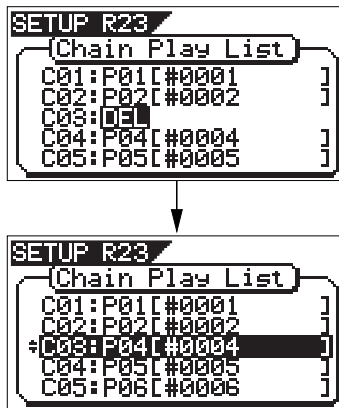 SETUP R23
Chain Play List
C01:P01[#0001 ]
C02:P02[#0002 ]
C03:DEL
C04:P04[#0004 ]
C05:P05[#0005 ]
SETUP R23
Chain Play List
C01:P01[#0001 ]
C02:P02[#0002 ]
C03:P04[#0004 ]
C04:P05[#0005 ]
C05:P06[#0006 ]